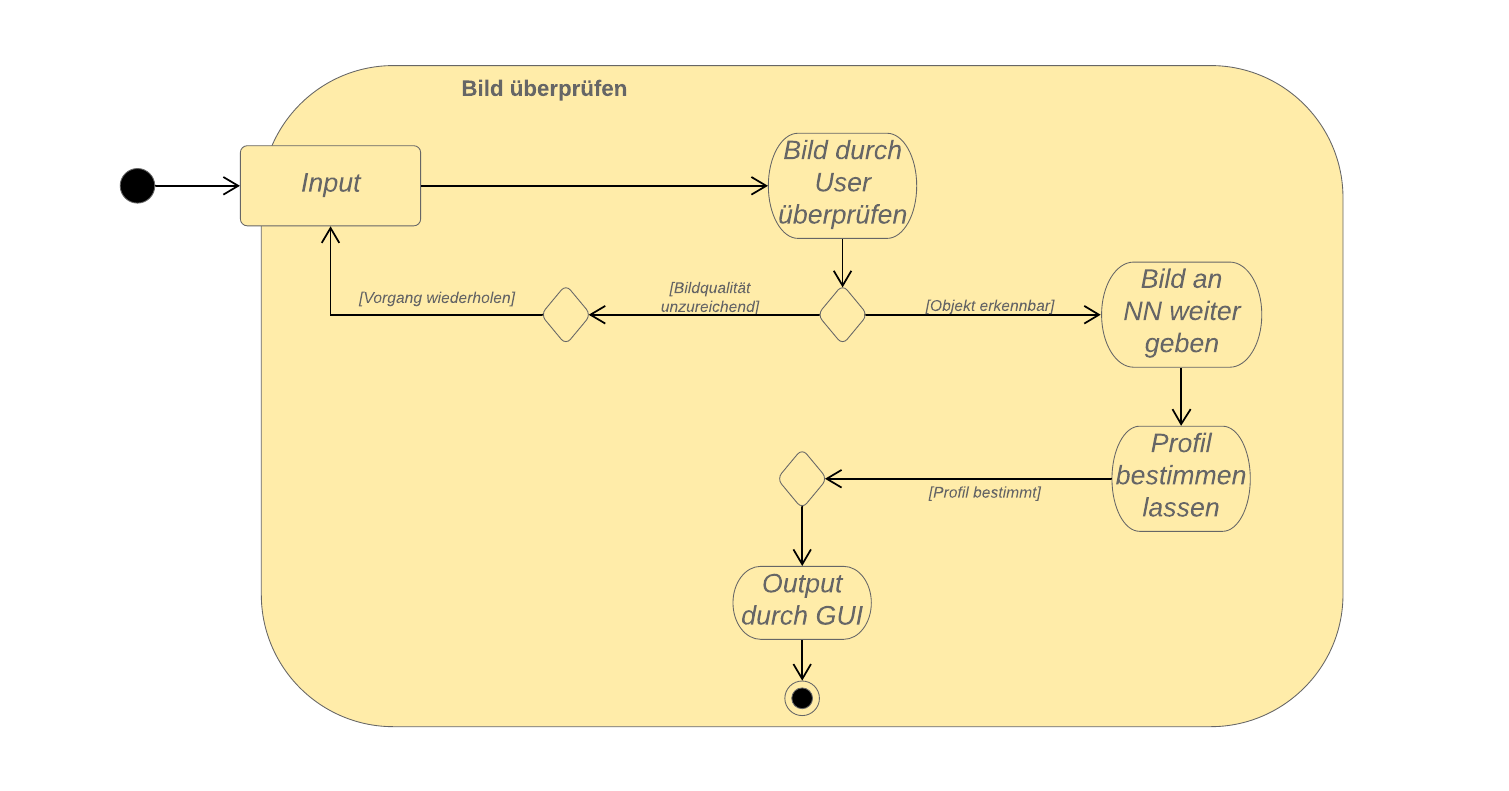 Bild überprüfen
Input
Bild durch
User
überprüfen
[Vorgang wiederholen]
[Bildqualität
unzureichend]
[Objekt erkennbar]
Bild an
NN weiter
geben
Profil
bestimmen
lassen
[Profil bestimmt]
Output
durch GUI